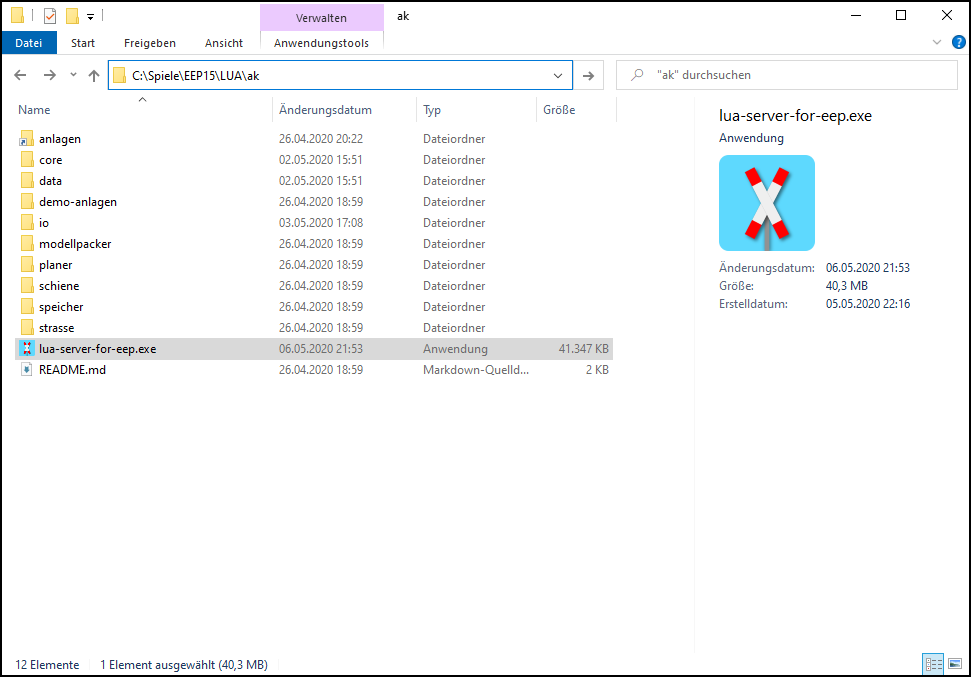 Verwalten
ak
Datei
Start
Freigeben
Ansicht
Anwendungstools
?
C:\Spiele\EEP15\LUA\ak
"ak" durchsuchen
Name Änderungsdatum Typ Größe
anlagen 26.04.2020 20:22 Dateiordner
core 02.05.2020 15:51 Dateiordner
data 02.05.2020 15:51 Dateiordner
demo-anlagen 26.04.2020 18:59 Dateiordner
io 03.05.2020 17:08 Dateiordner
modellpacker 26.04.2020 18:59 Dateiordner
planer 26.04.2020 18:59 Dateiordner
schiene 26.04.2020 18:59 Dateiordner
speicher 26.04.2020 18:59 Dateiordner
strasse 26.04.2020 18:59 Dateiordner
lua-server-for-eep.exe 06.05.2020 21:53 Anwendung 41.347 KB
README.md 26.04.2020 18:59 Markdown-Quelld... 2 KB
lua-server-for-eep.exe
Anwendung
Änderungsdatum: 06.05.2020 21:53
Größe: 40,3 MB
Erstelldatum: 05.05.2020 22:16
12 Elemente 1 Element ausgewählt (40,3 MB)